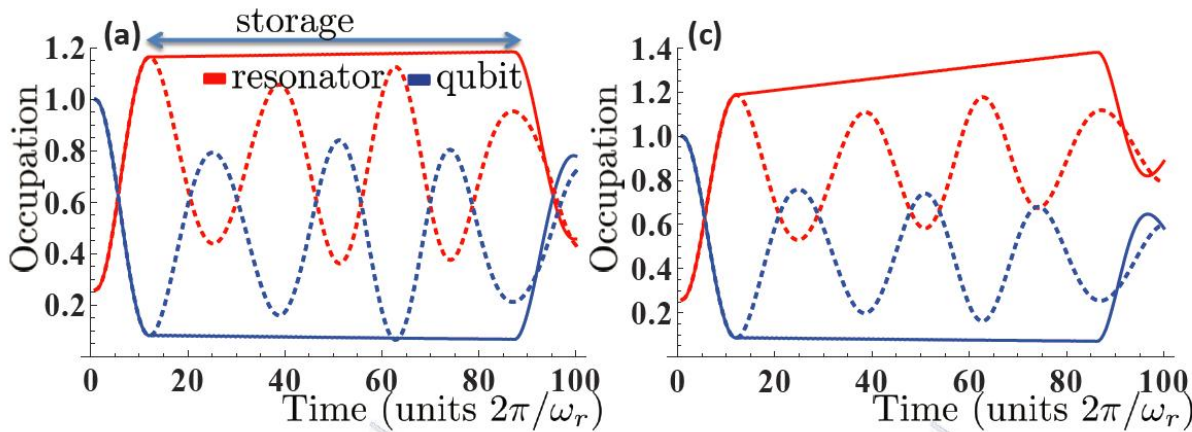 (a) storage
1.2
1.0
0.8
0.6
0.4
0.2
Occupation
resonator qubit
0 20 40 60 80 100
Time (units 2π/ω_r)
(c)
1.4
1.2
1.0
0.8
0.6
0.4
0.2
Occupation
0 20 40 60 80 100
Time (units 2π/ω_r)